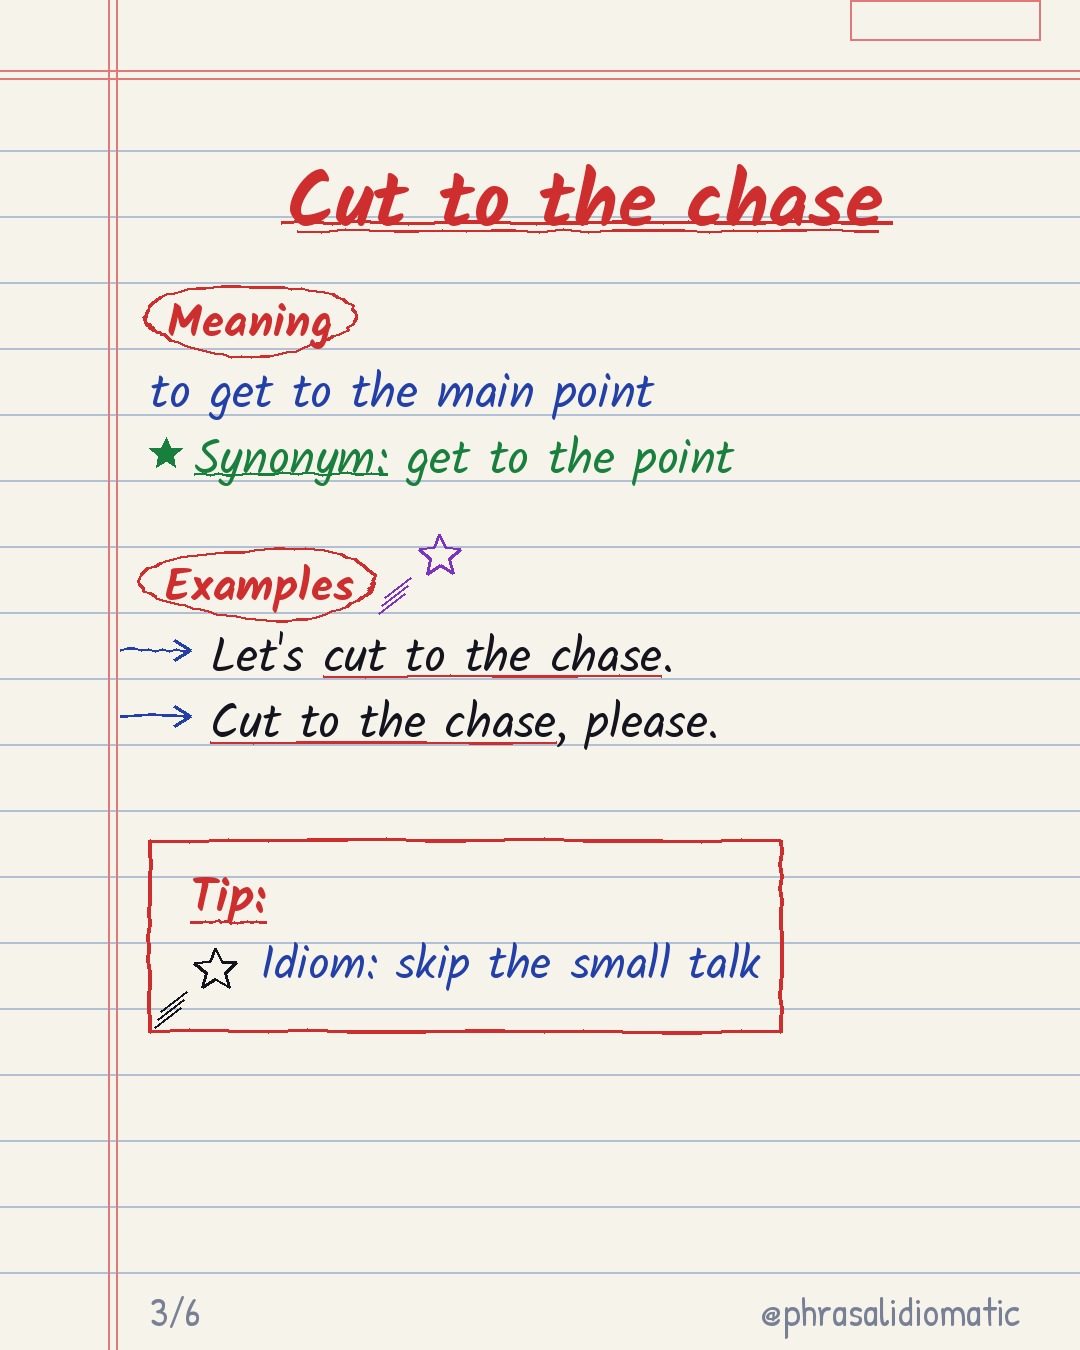 Cut to the chase
Meaning
to get to the main point
Synonym: get to the point
Examples
Let's cut to the chase.
Cut to the chase, please.
Tip:
Idiom: skip the small talk
3/6
@phrasalidiomatic